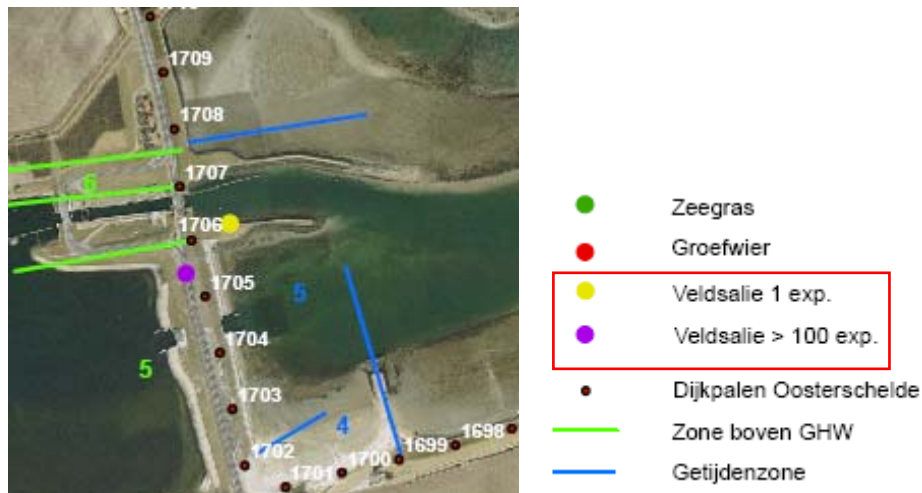 1709
1708
1707
6
1706
1705
5
1704
5
1703
4
1702
1701
1700
1699
1698
Zeegras
Groefwier
Veldsalie 1 exp.
Veldsalie > 100 exp.
Dijkpalen Oosterschelde
Zone boven GHW
Getijdenzone